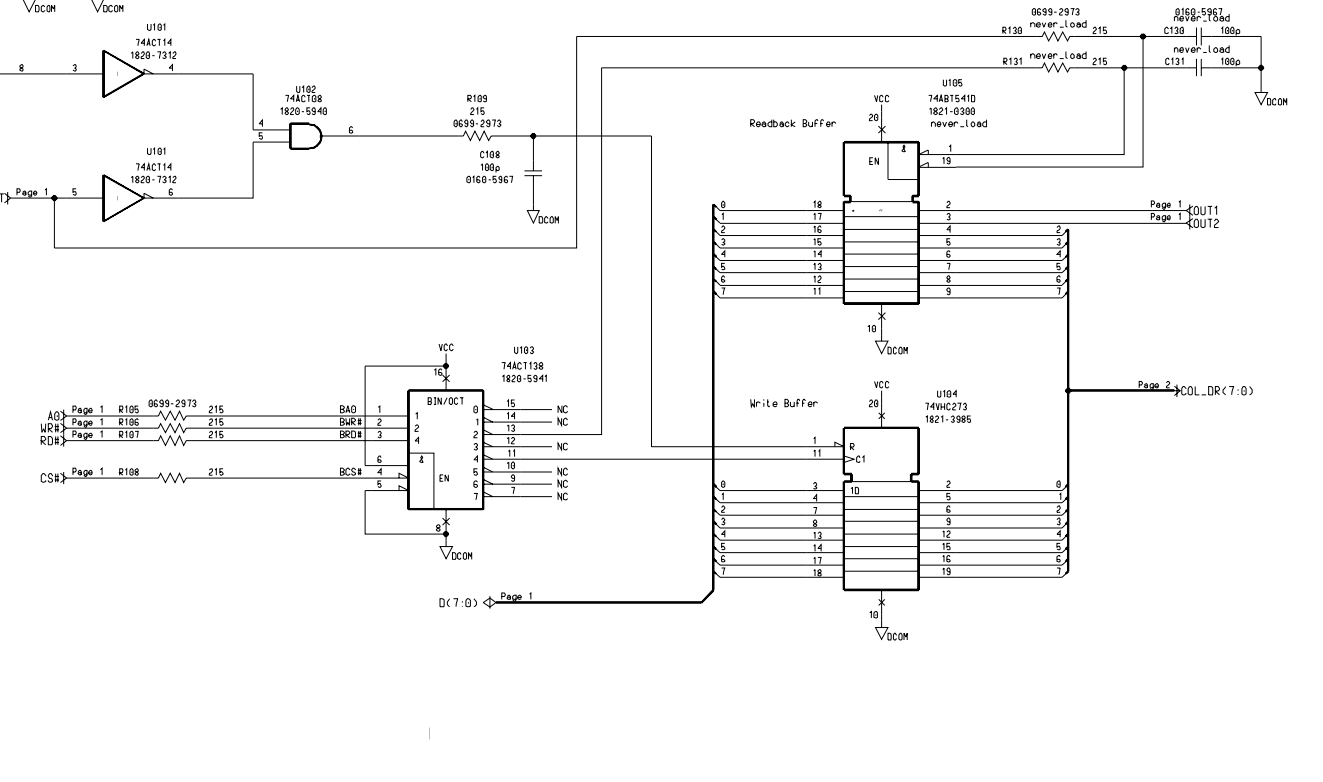 DCOM DCOM
U101
74ACT14
1820-7312
8 3 4
U102
74ACT08
1820-5940
4
5
6
R109
215
0699-2973
C108
100p
0160-5967
DCOM
U101
74ACT14
1820-7312
Page 1 5 6
0699-2973
never_load
R130 215
never_load
R131 215
0160-5967
never_load
C130 100p
never_load
C131 100p
DCOM
U105
74ABT541D
1821-0300
never_load
VCC
20
Readback Buffer
&
EN
1
19
0 18 2 Page 1 OUT1
1 17 3 Page 1 OUT2
2 16 4 2
3 15 5 3
4 14 6 4
5 13 7 5
6 12 8 6
7 11 9 7
10
DCOM
VCC
16
U103
74ACT138
1820-5941
BIN/OCT
0699-2973
A0 Page 1 R105 215 BA0 1 1
WR# Page 1 R106 215 BWR# 2 2
RD# Page 1 R107 215 BRD# 3 4
6 &
CS# Page 1 R108 215 BCS# 4 EN
5
0 15 NC
1 14 NC
2 13
3 12 NC
4 11
5 10 NC
6 9 NC
7 7 NC
8
DCOM
VCC
20
U104
74VHC273
1821-3985
Write Buffer
1 R
11 C1
0 3 1D 2 0
1 4 5 1
2 7 6 2
3 8 9 3
4 13 12 4
5 14 15 5
6 17 16 6
7 18 19 7
10
DCOM
Page 2 COL_DR(7:0)
D(7:0) Page 1